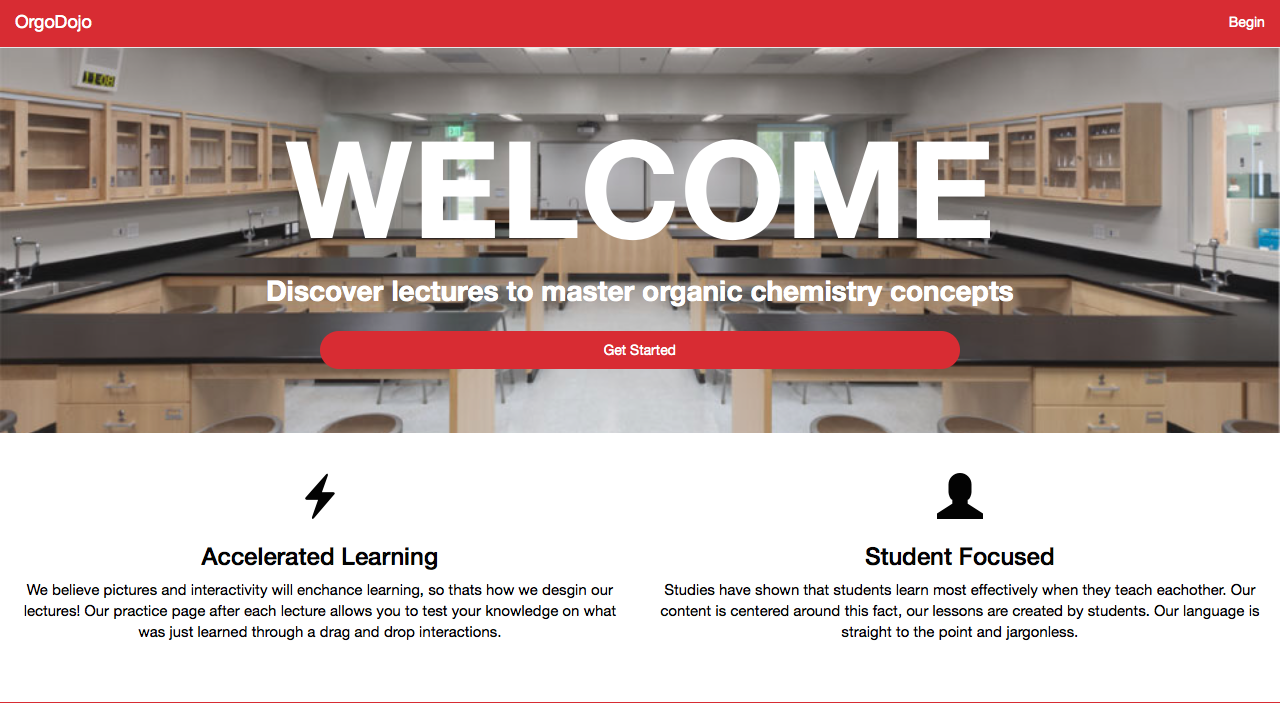 OrgoDojo
Begin
11:08
WELCOME
Discover lectures to master organic chemistry concepts
Get Started
Accelerated Learning
We believe pictures and interactivity will enchance learning, so thats how we desgin our
lectures! Our practice page after each lecture allows you to test your knowledge on what
was just learned through a drag and drop interactions.
Student Focused
Studies have shown that students learn most effectively when they teach eachother. Our
content is centered around this fact, our lessons are created by students. Our language is
straight to the point and jargonless.